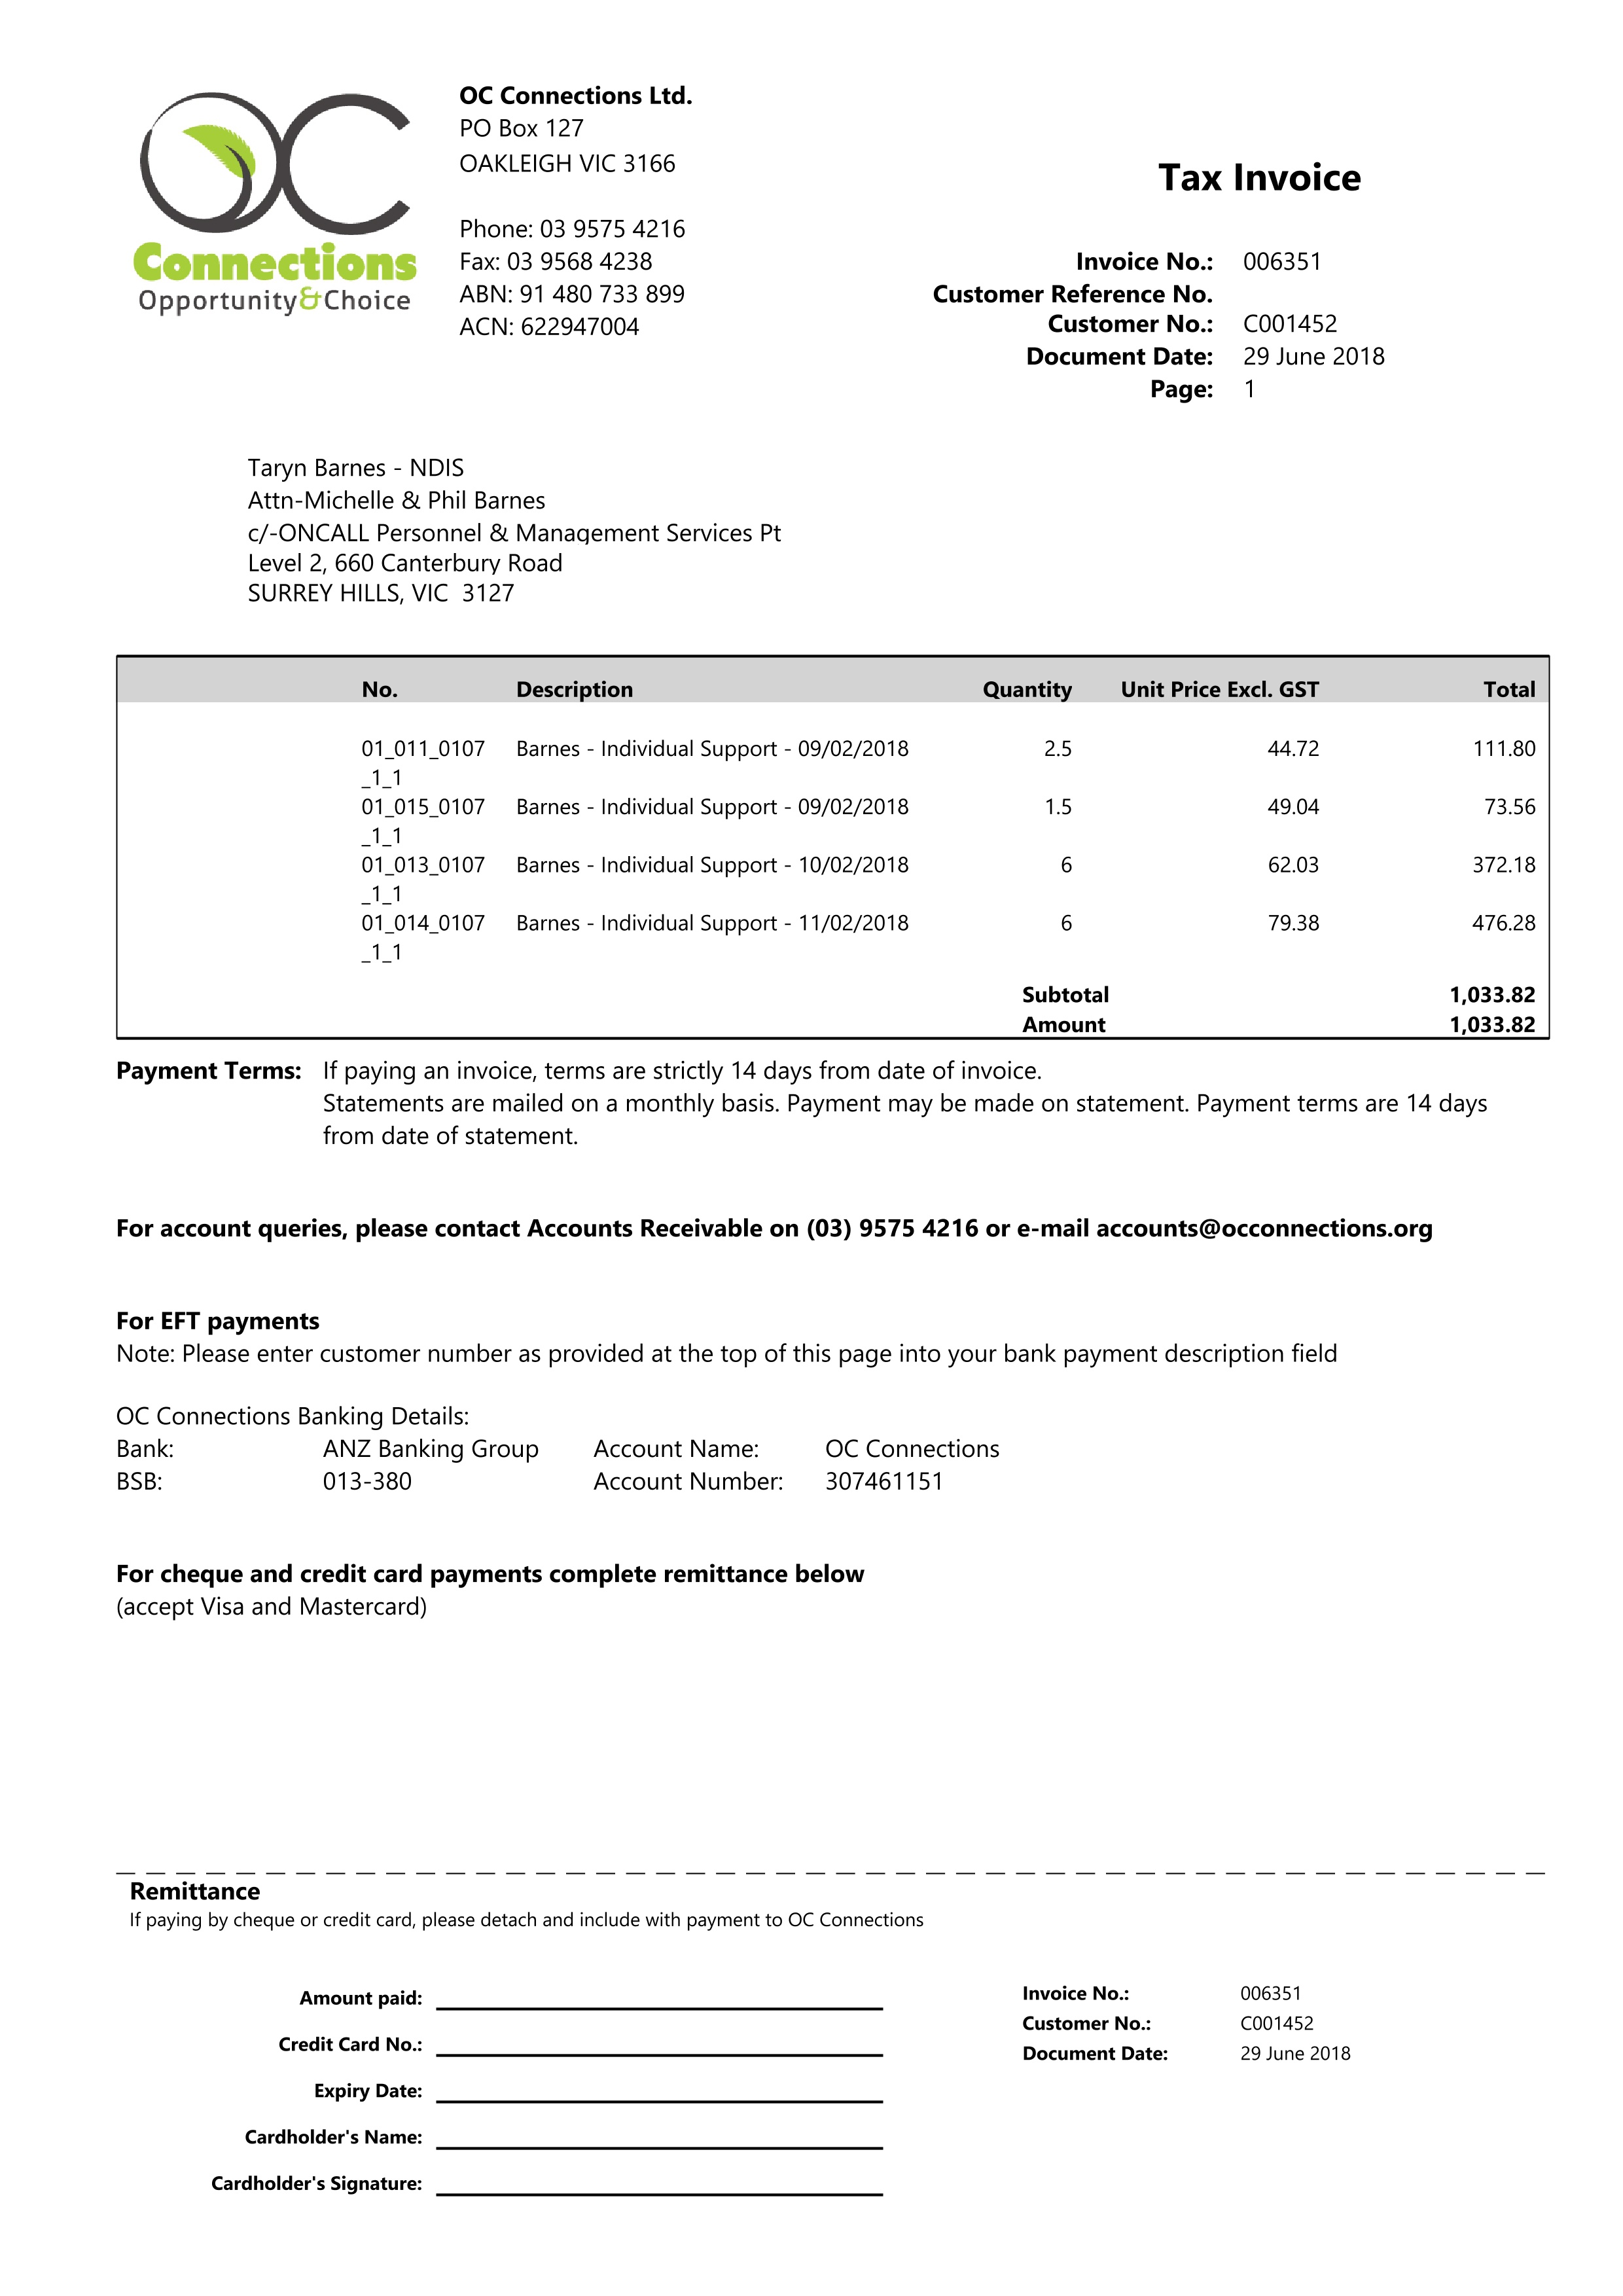 OC
Connections
Opportunity&Choice
OC Connections Ltd.
PO Box 127
OAKLEIGH VIC 3166
Phone: 03 9575 4216
Fax: 03 9568 4238
ABN: 91 480 733 899
ACN: 622947004
Tax Invoice
Invoice No.: 006351
Customer Reference No.
Customer No.: C001452
Document Date: 29 June 2018
Page: 1
Taryn Barnes - NDIS
Attn-Michelle & Phil Barnes
c/-ONCALL Personnel & Management Services Pt
Level 2, 660 Canterbury Road
SURREY HILLS, VIC  3127
No. Description Quantity Unit Price Excl. GST Total
01_011_0107 Barnes - Individual Support - 09/02/2018 2.5 44.72 111.80
_1_1
01_015_0107 Barnes - Individual Support - 09/02/2018 1.5 49.04 73.56
_1_1
01_013_0107 Barnes - Individual Support - 10/02/2018 6 62.03 372.18
_1_1
01_014_0107 Barnes - Individual Support - 11/02/2018 6 79.38 476.28
_1_1
Subtotal 1,033.82
Amount 1,033.82
Payment Terms: If paying an invoice, terms are strictly 14 days from date of invoice.
Statements are mailed on a monthly basis. Payment may be made on statement. Payment terms are 14 days
from date of statement.
For account queries, please contact Accounts Receivable on (03) 9575 4216 or e-mail accounts@occonnections.org
For EFT payments
Note: Please enter customer number as provided at the top of this page into your bank payment description field
OC Connections Banking Details:
Bank: ANZ Banking Group Account Name: OC Connections
BSB: 013-380 Account Number: 307461151
For cheque and credit card payments complete remittance below
(accept Visa and Mastercard)
Remittance
If paying by cheque or credit card, please detach and include with payment to OC Connections
Amount paid:
Credit Card No.:
Expiry Date:
Cardholder's Name:
Cardholder's Signature:
Invoice No.: 006351
Customer No.: C001452
Document Date: 29 June 2018